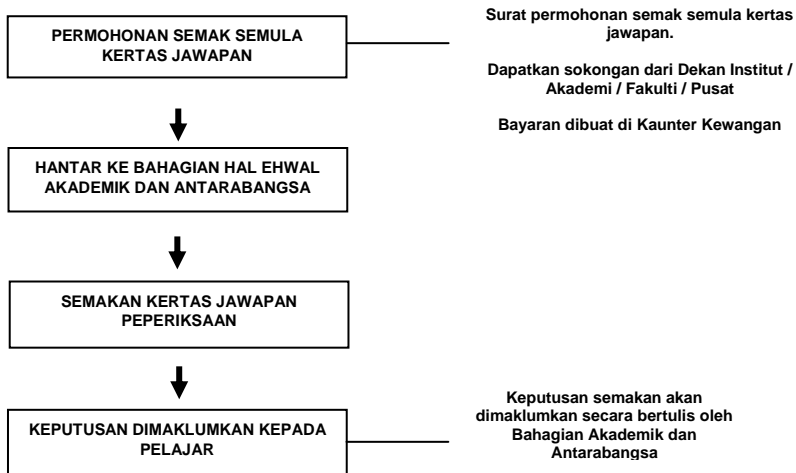 PERMOHONAN SEMAK SEMULA
KERTAS JAWAPAN
Surat permohonan semak semula kertas
jawapan.
Dapatkan sokongan dari Dekan Institut /
Akademi / Fakulti / Pusat
Bayaran dibuat di Kaunter Kewangan
HANTAR KE BAHAGIAN HAL EHWAL
AKADEMIK DAN ANTARABANGSA
SEMAKAN KERTAS JAWAPAN
PEPERIKSAAN
KEPUTUSAN DIMAKLUMKAN KEPADA
PELAJAR
Keputusan semakan akan
dimaklumkan secara bertulis oleh
Bahagian Akademik dan
Antarabangsa